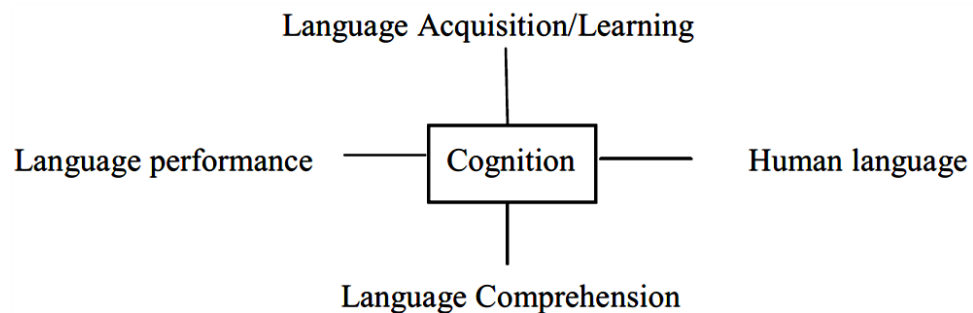 Language Acquisition/Learning
Language performance
Cognition
Human language
Language Comprehension